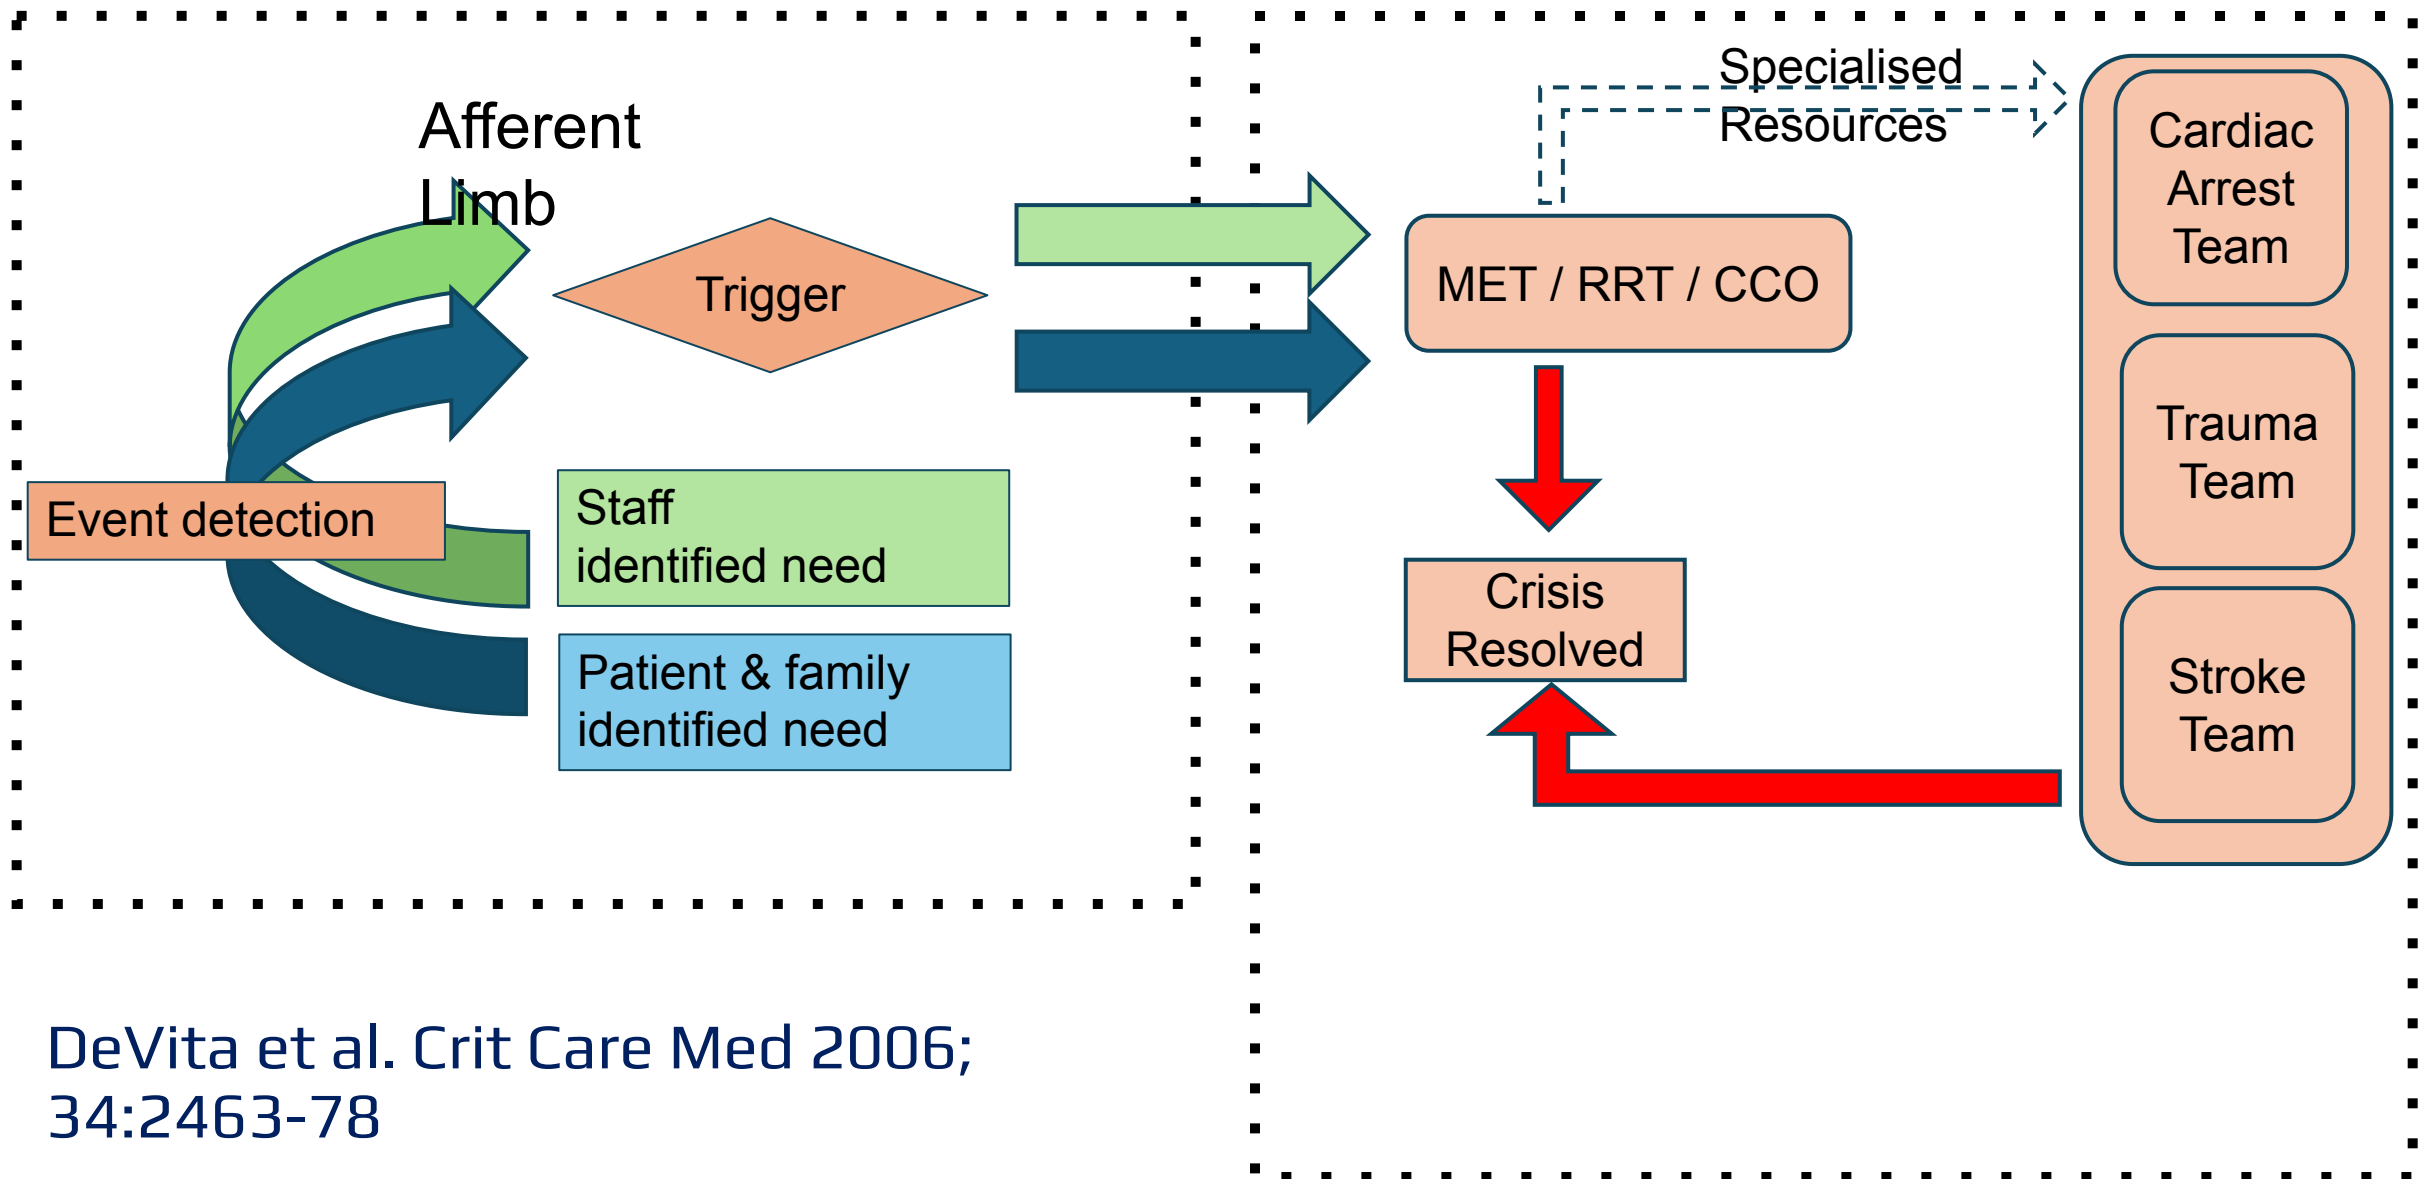 Afferent
Limb
Trigger
Event detection
Staff
identified need
Patient & family
identified need
Specialised
Resources
MET / RRT / CCO
Crisis
Resolved
Cardiac
Arrest
Team
Trauma
Team
Stroke
Team
DeVita et al. Crit Care Med 2006;
34:2463-78